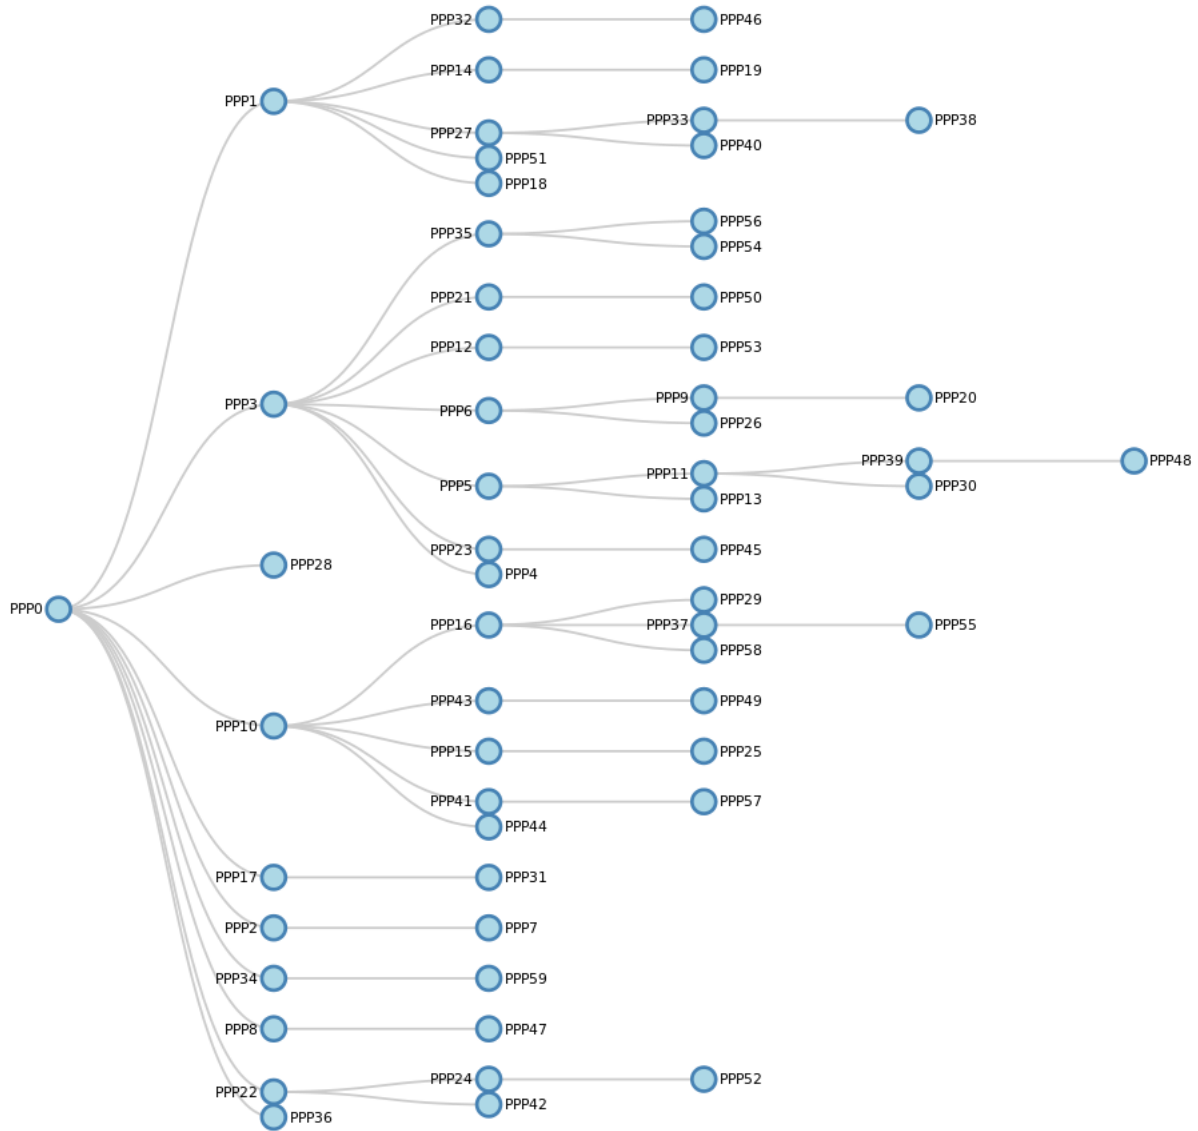 PPP32 PPP46
PPP14 PPP19
PPP1
PPP33 PPP38
PPP27
PPP40
PPP51
PPP18
PPP56
PPP35
PPP54
PPP21 PPP50
PPP12 PPP53
PPP9 PPP20
PPP3
PPP6
PPP26
PPP39 PPP48
PPP11
PPP5 PPP30
PPP13
PPP23 PPP45
PPP28
PPP4
PPP29
PPP0
PPP16 PPP37 PPP55
PPP58
PPP43 PPP49
PPP10
PPP15 PPP25
PPP41 PPP57
PPP44
PPP17 PPP31
PPP2 PPP7
PPP34 PPP59
PPP8 PPP47
PPP24 PPP52
PPP22
PPP42
PPP36